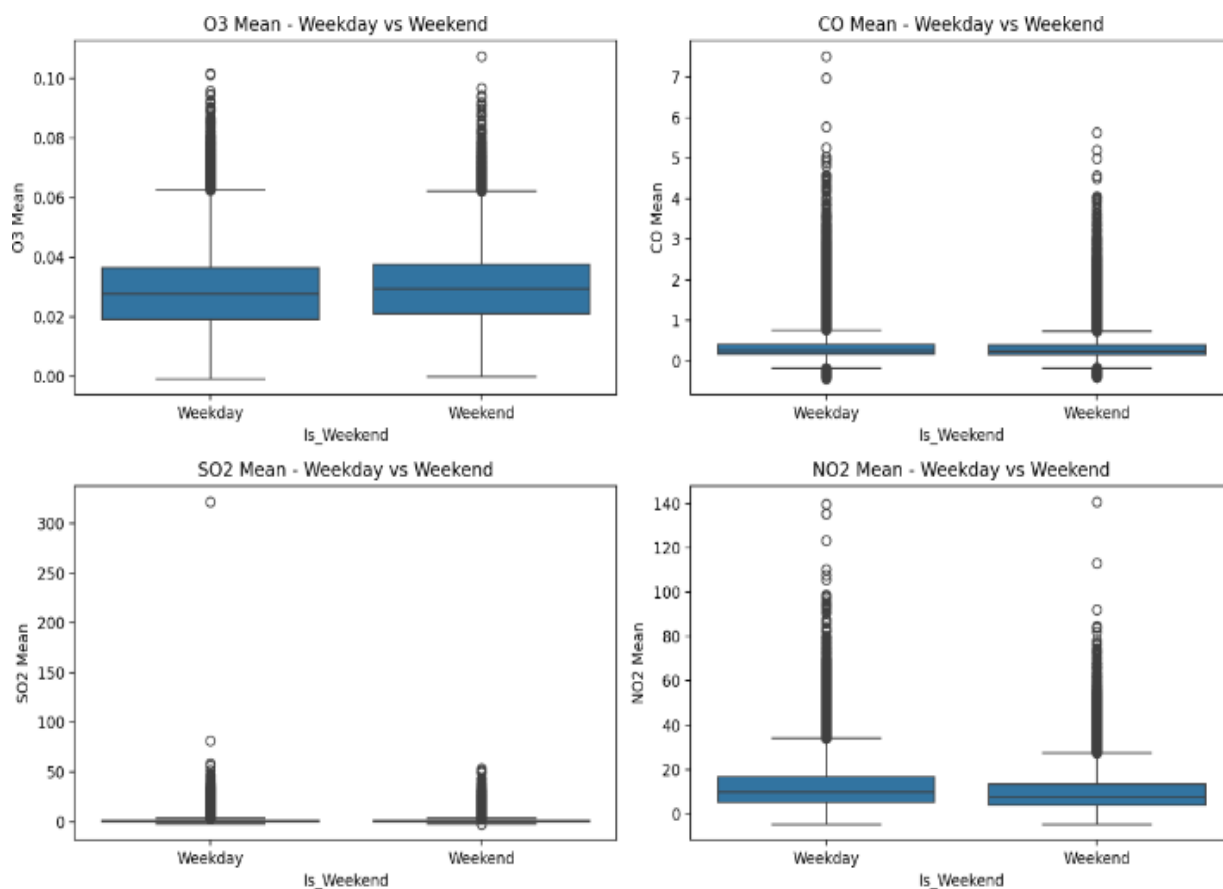 O3 Mean - Weekday vs Weekend
O3 Mean
0.10
0.08
0.06
0.04
0.02
0.00
Weekday Weekend
Is_Weekend
CO Mean - Weekday vs Weekend
CO Mean
7
6
5
4
3
2
1
0
Weekday Weekend
Is_Weekend
SO2 Mean - Weekday vs Weekend
SO2 Mean
300
250
200
150
100
50
0
Weekday Weekend
Is_Weekend
NO2 Mean - Weekday vs Weekend
NO2 Mean
140
120
100
80
60
40
20
0
Weekday Weekend
Is_Weekend